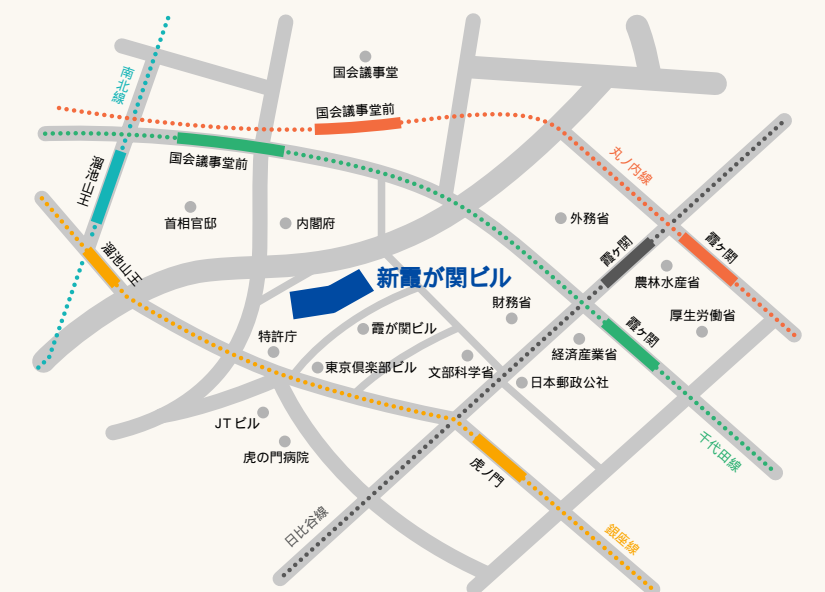 南北線
国会議事堂
国会議事堂前
国会議事堂前
丸ノ内線
溜池山王
首相官邸
内閣府
外務省
霞ヶ関
霞ヶ関
溜池山王
新霞が関ビル
農林水産省
財務省
厚生労働省
特許庁
霞が関ビル
霞ヶ関
経済産業省
東京倶楽部ビル
文部科学省
日本郵政公社
JTビル
虎の門病院
虎ノ門
千代田線
日比谷線
銀座線